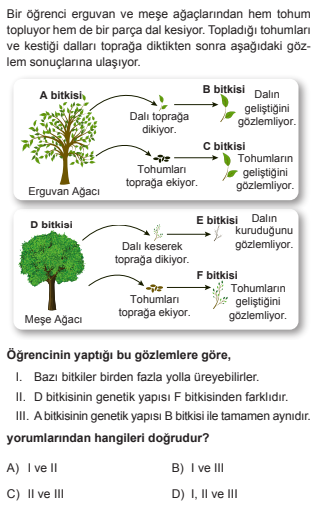 Bir öğrenci erguvan ve meşe ağaçlarından hem tohum
topluyor hem de bir parça dal kesiyor. Topladığı tohumları
ve kestiği dalları toprağa diktikten sonra aşağıdaki göz-
lem sonuçlarına ulaşıyor.
A bitkisi
Dalı toprağa
dikiyor.
B bitkisi
Dalın
geliştiğini
gözlemliyor.
Tohumları
toprağa ekiyor.
C bitkisi
Tohumların
geliştiğini
gözlemliyor.
Erguvan Ağacı
D bitkisi
Dalı keserek
toprağa dikiyor.
E bitkisi
Dalın
kuruduğunu
gözlemliyor.
Tohumları
toprağa ekiyor.
F bitkisi
Tohumların
geliştiğini
gözlemliyor.
Meşe Ağacı
Öğrencinin yaptığı bu gözlemlere göre,
I. Bazı bitkiler birden fazla yolla üreyebilirler.
II. D bitkisinin genetik yapısı F bitkisinden farklıdır.
III. A bitkisinin genetik yapısı B bitkisi ile tamamen aynıdır.
yorumlarından hangileri doğrudur?
A) I ve II B) I ve III
C) II ve III D) I, II ve III